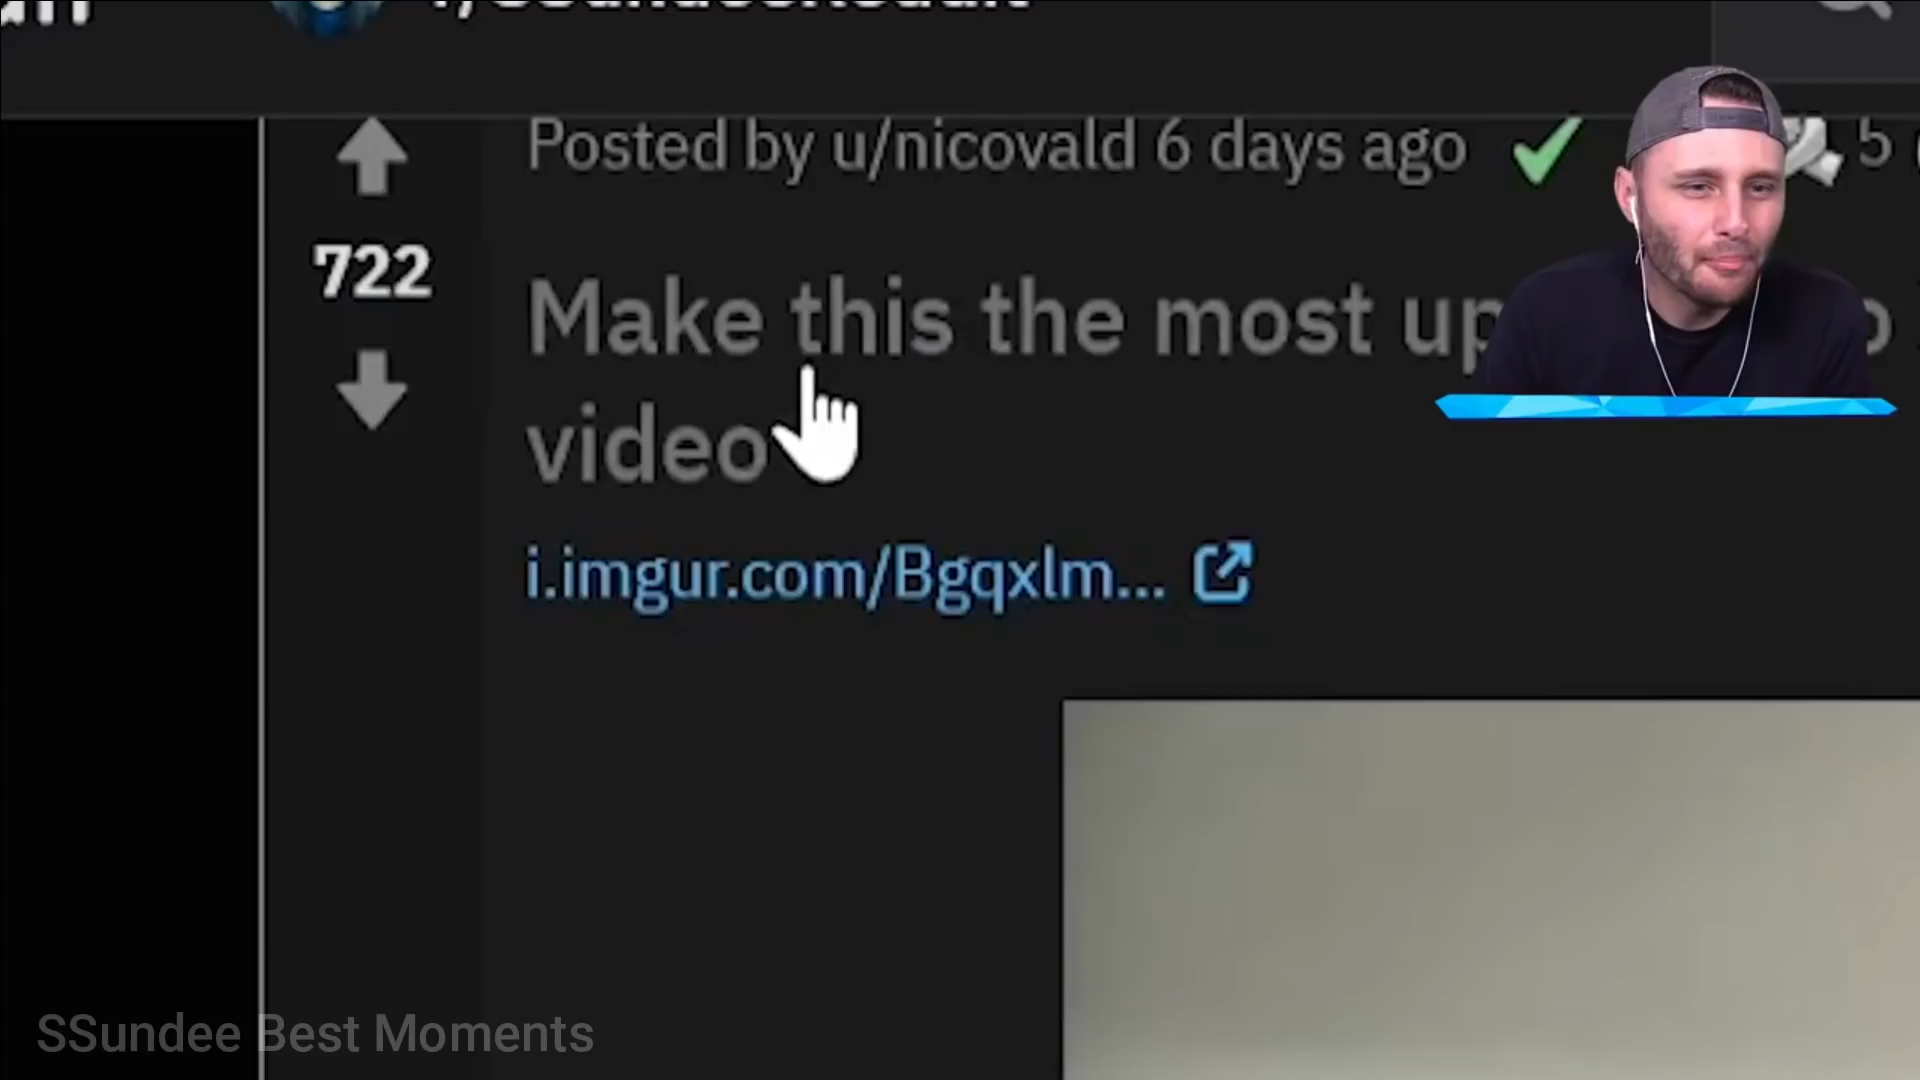 Posted by u/nicovald 6 days ago
5
722
Make this the most up
video
i.imgur.com/Bgqxlm...
SSundee Best Moments